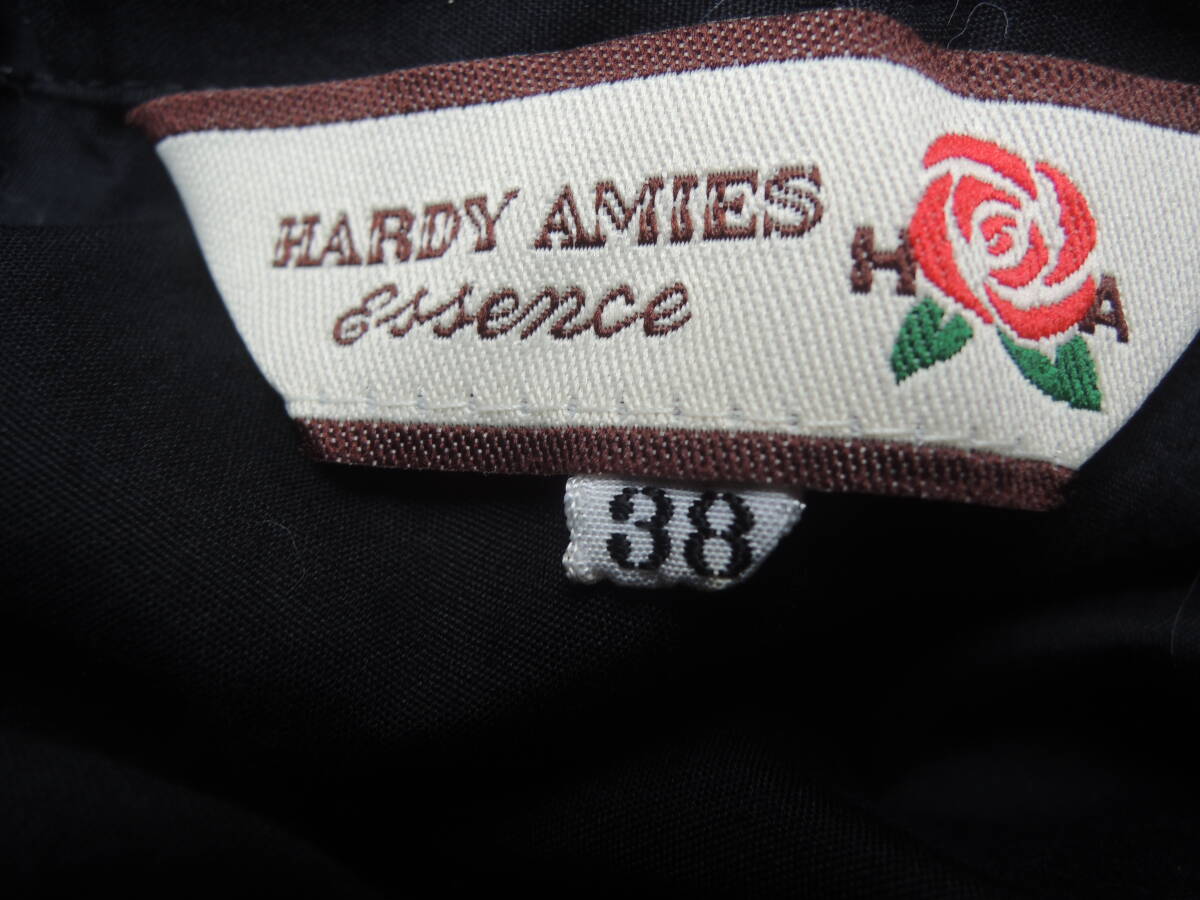 HARDY AMIES
essence
H A
38